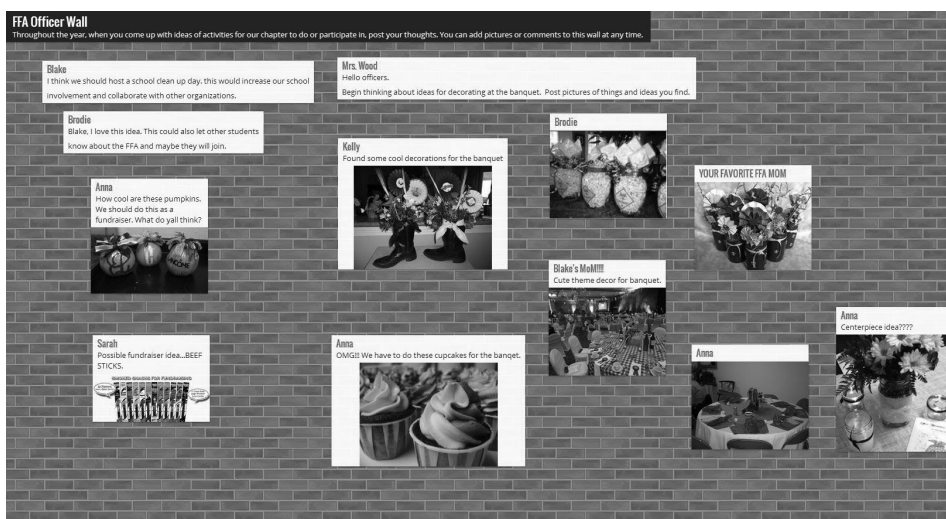 FFA Officer Wall
Throughout the year, when you come up with ideas of activities for our chapter to do or participate in, post your thoughts. You can add pictures or comments to this wall at any time.
Blake
I think we should host a school clean up day, this would increase our school
involvement and collaborate with other organizations.
Brodie
Blake, I love this idea. This could also let other students
know about the FFA and maybe they will join.
Anna
How cool are these pumpkins.
We should do this as a
fundraiser. What do yall think?
Sarah
Possible fundraiser idea...BEEF
STICKS.
Mrs. Wood
Hello officers.
Begin thinking about ideas for decorating at the banquet. Post pictures of things and ideas you find.
Kelly
Found some cool decorations for the banquet
Anna
OMG!! We have to do these cupcakes for the banqet.
Brodie
Blake's MoM!!!!
Cute theme decor for banquet.
YOUR FAVORITE FFA MOM
Anna
Anna
Centerpiece idea????